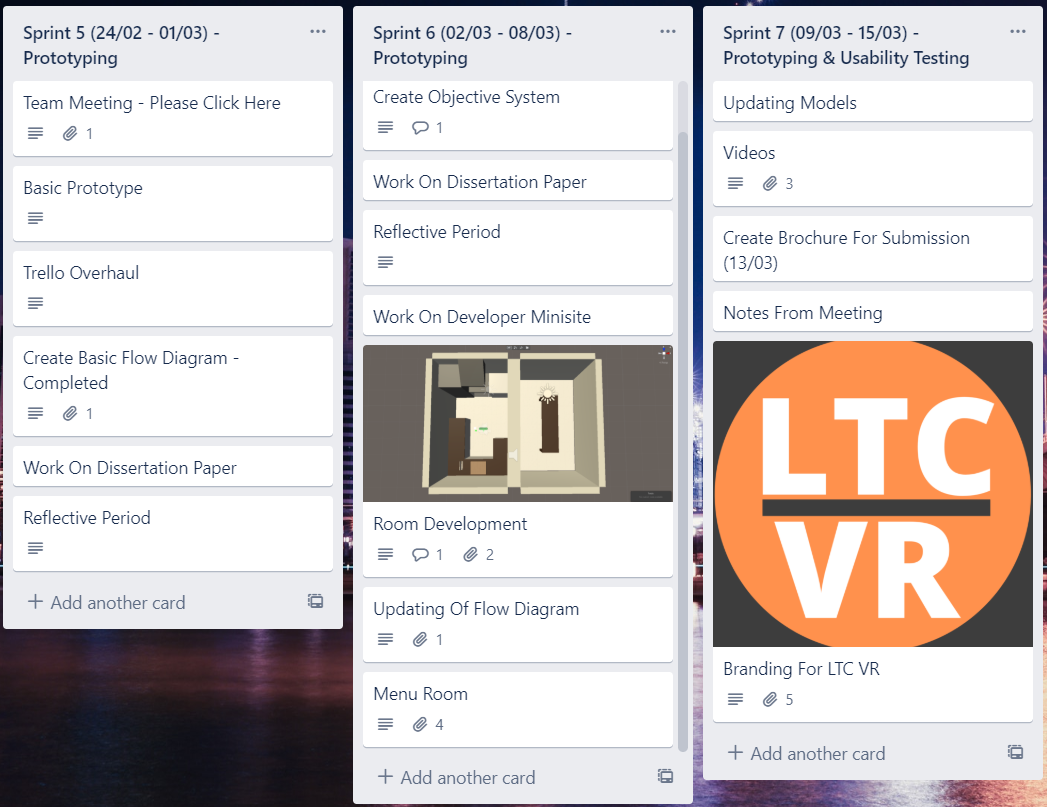 Sprint 5 (24/02 - 01/03) -
Prototyping
Team Meeting - Please Click Here
1
Basic Prototype
Trello Overhaul
Create Basic Flow Diagram -
Completed
1
Work On Dissertation Paper
Reflective Period
+ Add another card
Sprint 6 (02/03 - 08/03) -
Prototyping
Create Objective System
1
Work On Dissertation Paper
Reflective Period
Work On Developer Minisite
Room Development
1 2
Updating Of Flow Diagram
1
Menu Room
4
+ Add another card
Sprint 7 (09/03 - 15/03) -
Prototyping & Usability Testing
Updating Models
Videos
3
Create Brochure For Submission
(13/03)
Notes From Meeting
LTC
VR
Branding For LTC VR
5
+ Add another card